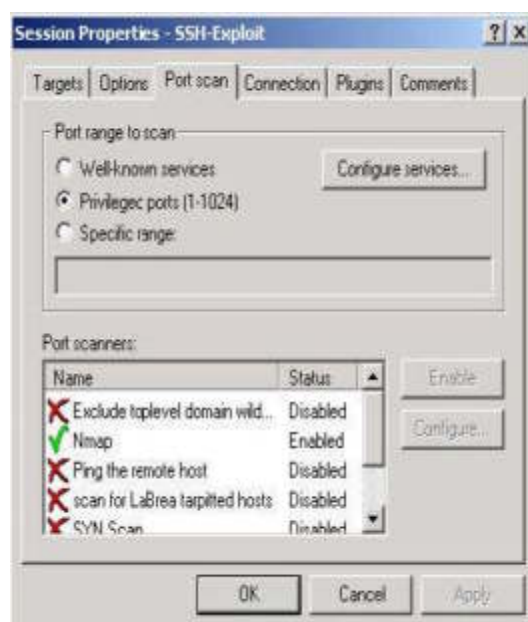 Session Properties - SSH-Exploit
Targets Options Port scan Connection Plugins Comments
Port range to scan
Well-known services
Configure services...
Privileged ports (1-1024)
Specific range:
Port scanners:
Name Status
Exclude toplevel domain wild... Disabled
Nmap Enabled
Ping the remote host Disabled
scan for LaBrea tarpitted hosts Disabled
SYN Scan Disabled
Enable
Configure...
OK Cancel Apply